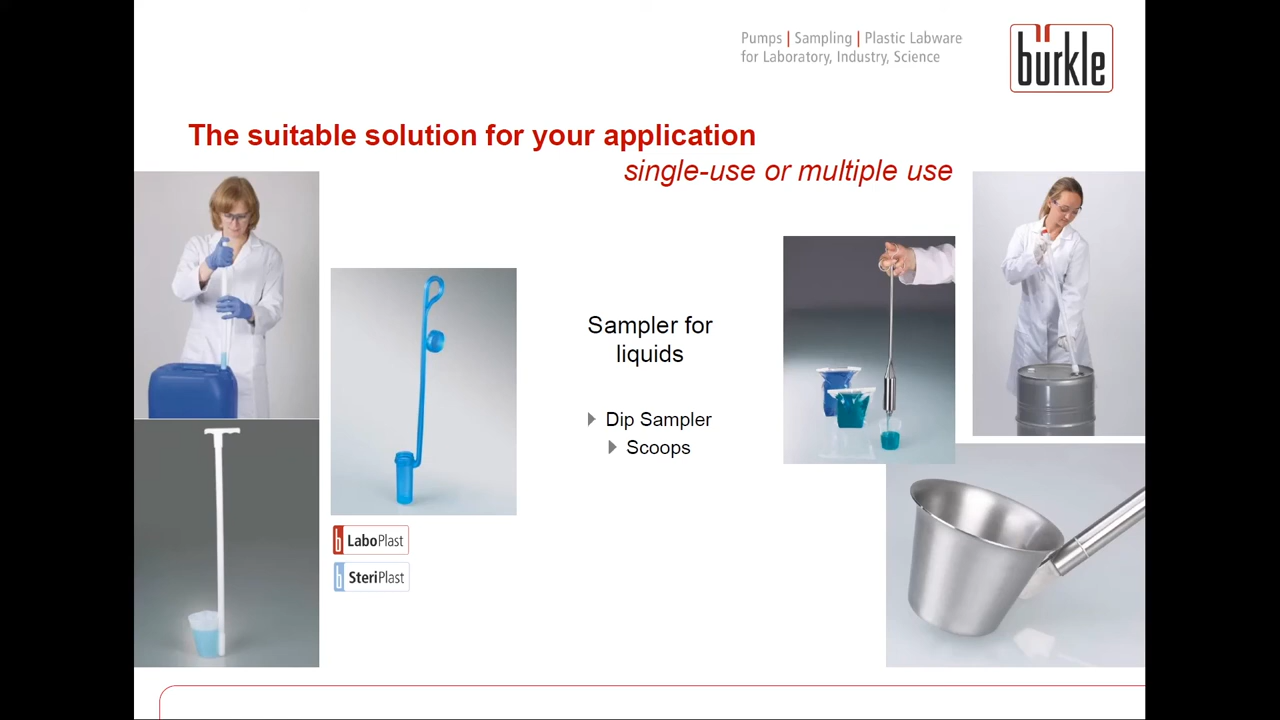 Pumps | Sampling | Plastic Labware
for Laboratory, Industry, Science
bürkle
The suitable solution for your application
single-use or multiple use
Sampler for
liquids
Dip Sampler
Scoops
b LaboPlast
b SteriPlast